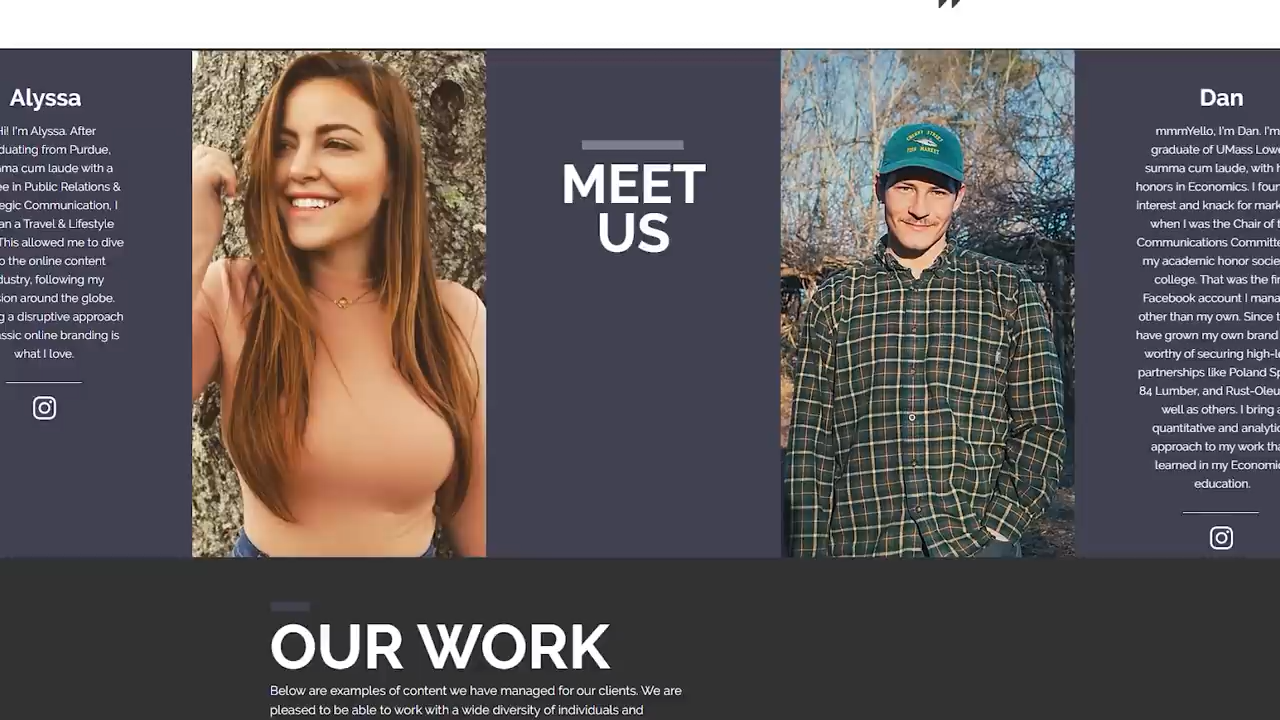 ”
Alyssa
Hi! I'm Alyssa. After
duating from Purdue,
ma cum laude with a
ee in Public Relations &
egic Communication, I
an a Travel & Lifestyle
This allowed me to dive
o the online content
dustry, following my
sion around the globe.
g a disruptive approach
assic online branding is
what I love.
MEET
US
Dan
mmmYello, I'm Dan. I'm
graduate of UMass Lowe
summa cum laude, with h
honors in Economics. I four
interest and knack for mark
when I was the Chair of t
Communications Committe
my academic honor socie
college. That was the fir
Facebook account I mana
other than my own. Since t
have grown my own brand
worthy of securing high-le
partnerships like Poland Sp
84 Lumber, and Rust-Oleu
well as others. I bring a
quantitative and analytic
approach to my work tha
learned in my Economi
education.
OUR WORK
Below are examples of content we have managed for our clients. We are
pleased to be able to work with a wide diversity of individuals and